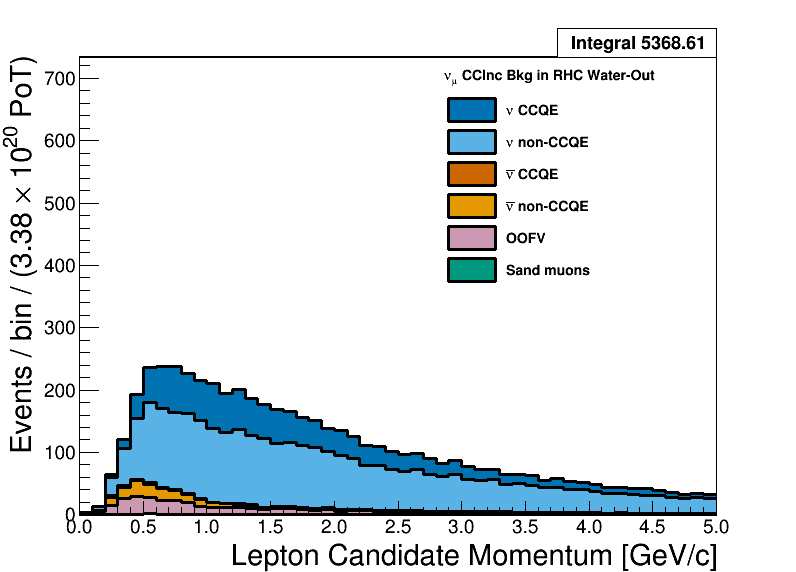 Integral 5368.61
ν_μ CCInc Bkg in RHC Water-Out
ν CCQE
ν non-CCQE
ν̅ CCQE
ν̅ non-CCQE
OOFV
Sand muons
Events / bin / (3.38 × 10²⁰ PoT)
700
600
500
400
300
200
100
0
0.0 0.5 1.0 1.5 2.0 2.5 3.0 3.5 4.0 4.5 5.0
Lepton Candidate Momentum [GeV/c]